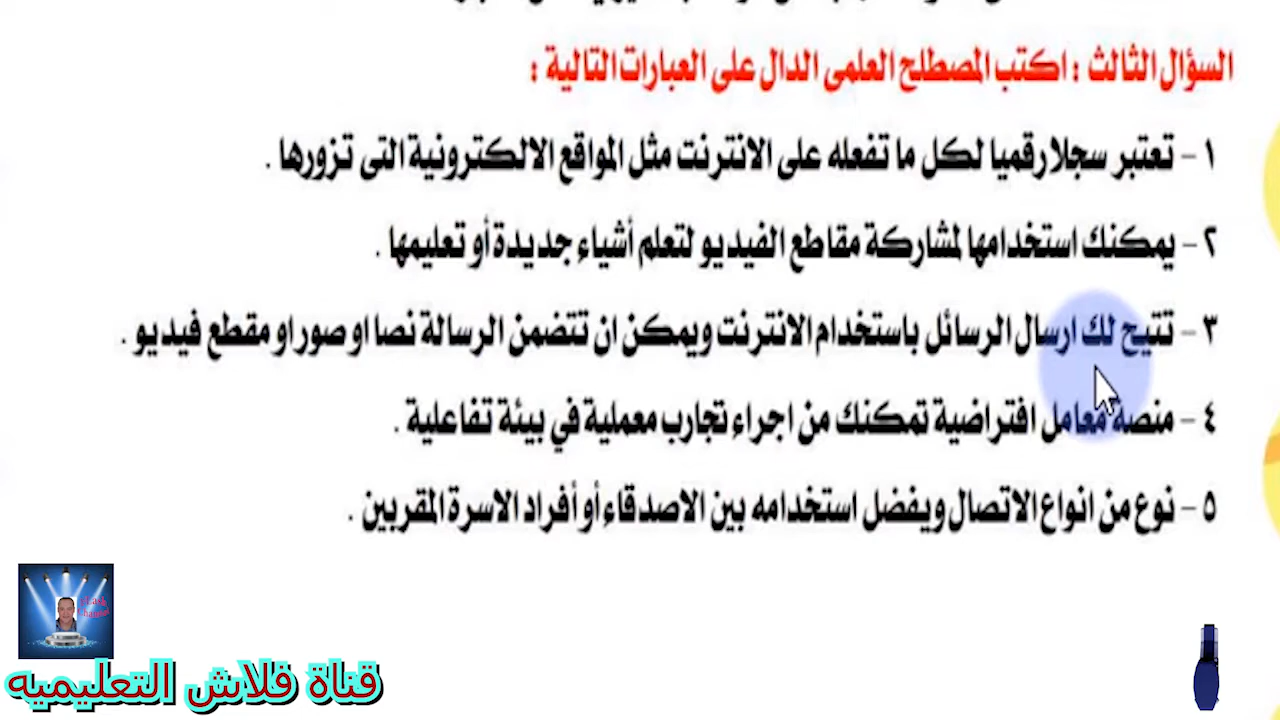 السؤال الثالث : اكتب المصطلح العلمى الدال على العبارات التالية :
١ - تعتبر سجلا رقميا لكل ما تفعله على الانترنت مثل المواقع الالكترونية التى تزورها .
٢ - يمكنك استخدامها لمشاركة مقاطع الفيديو لتعلم أشياء جديدة أو تعليمها .
٣ - تتيح لك ارسال الرسائل باستخدام الانترنت ويمكن ان تتضمن الرسالة نصا او صور او مقطع فيديو .
٤ - منصة معامل افتراضية تمكنك من اجراء تجارب معملية في بيئة تفاعلية .
٥ - نوع من انواع الاتصال ويفضل استخدامه بين الاصدقاء أو أفراد الاسرة المقربين .
Channel
قناة فلاش التعليميه